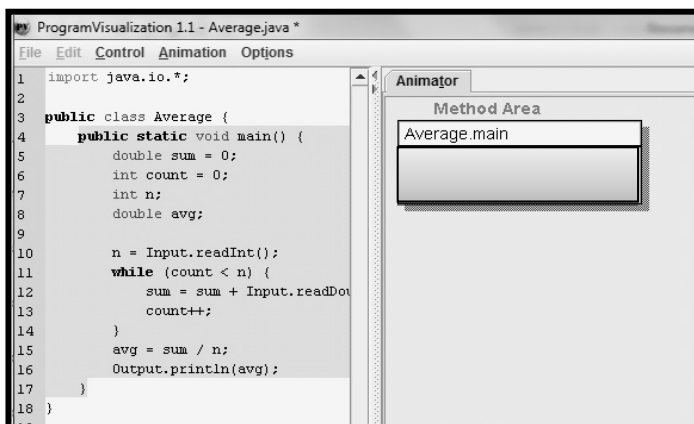 ProgramVisualization 1.1 - Average.java *
File Edit Control Animation Options
1 import java.io.*;
2
3 public class Average {
4 public static void main() {
5 double sum = 0;
6 int count = 0;
7 int n;
8 double avg;
9
10 n = Input.readInt();
11 while (count < n) {
12 sum = sum + Input.readDou
13 count++;
14 }
15 avg = sum / n;
16 Output.println(avg);
17 }
18 }
Animator
Method Area
Average.main